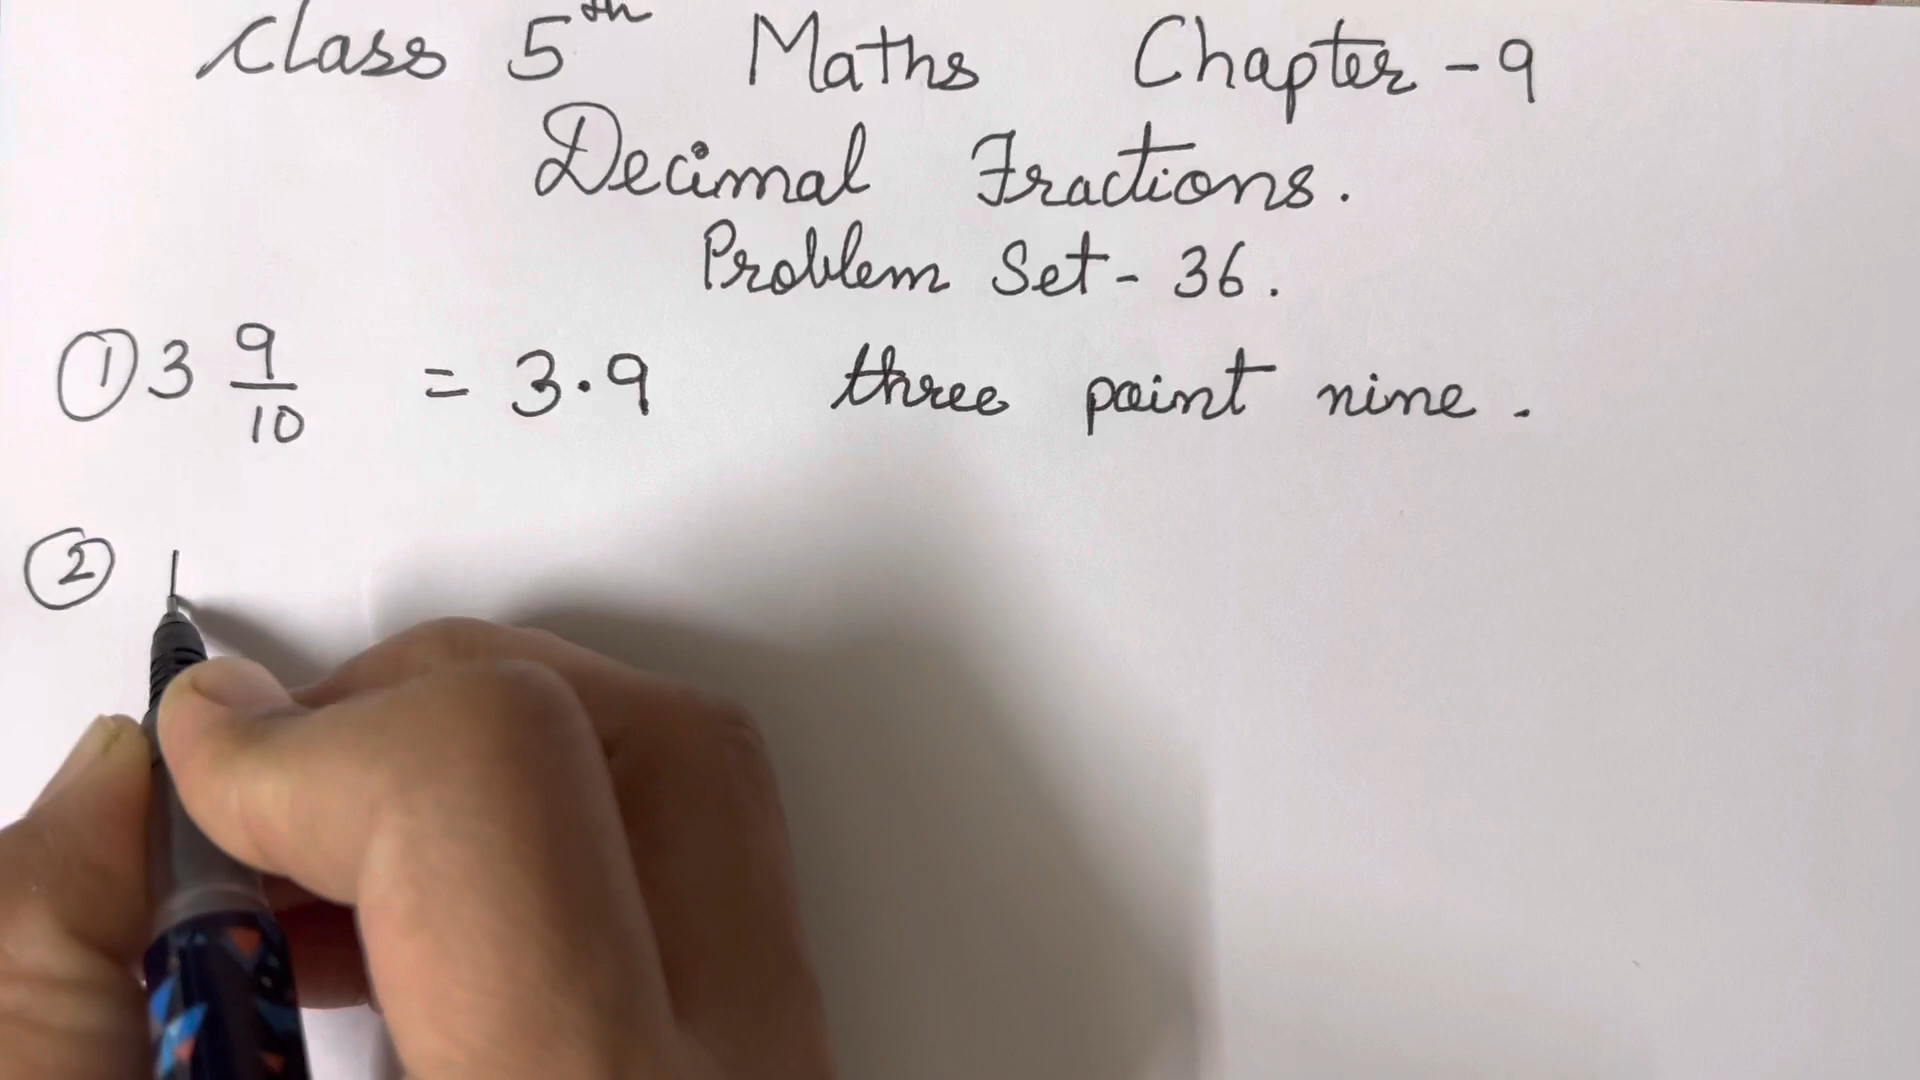 Class 5th Maths Chapter - 9
Decimal Fractions.
Problem Set - 36.
① 3 9/10 = 3.9 three point nine.
② 1